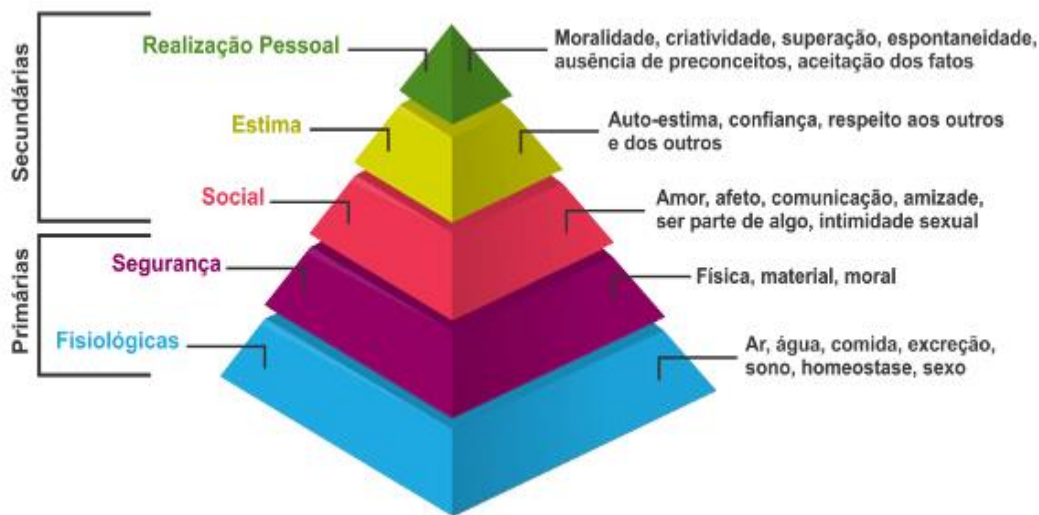 Secundárias
Realização Pessoal
Moralidade, criatividade, superação, espontaneidade,
ausência de preconceitos, aceitação dos fatos
Estima
Auto-estima, confiança, respeito aos outros
e dos outros
Social
Amor, afeto, comunicação, amizade,
ser parte de algo, intimidade sexual
Primárias
Segurança
Física, material, moral
Fisiológicas
Ar, água, comida, excreção,
sono, homeostase, sexo